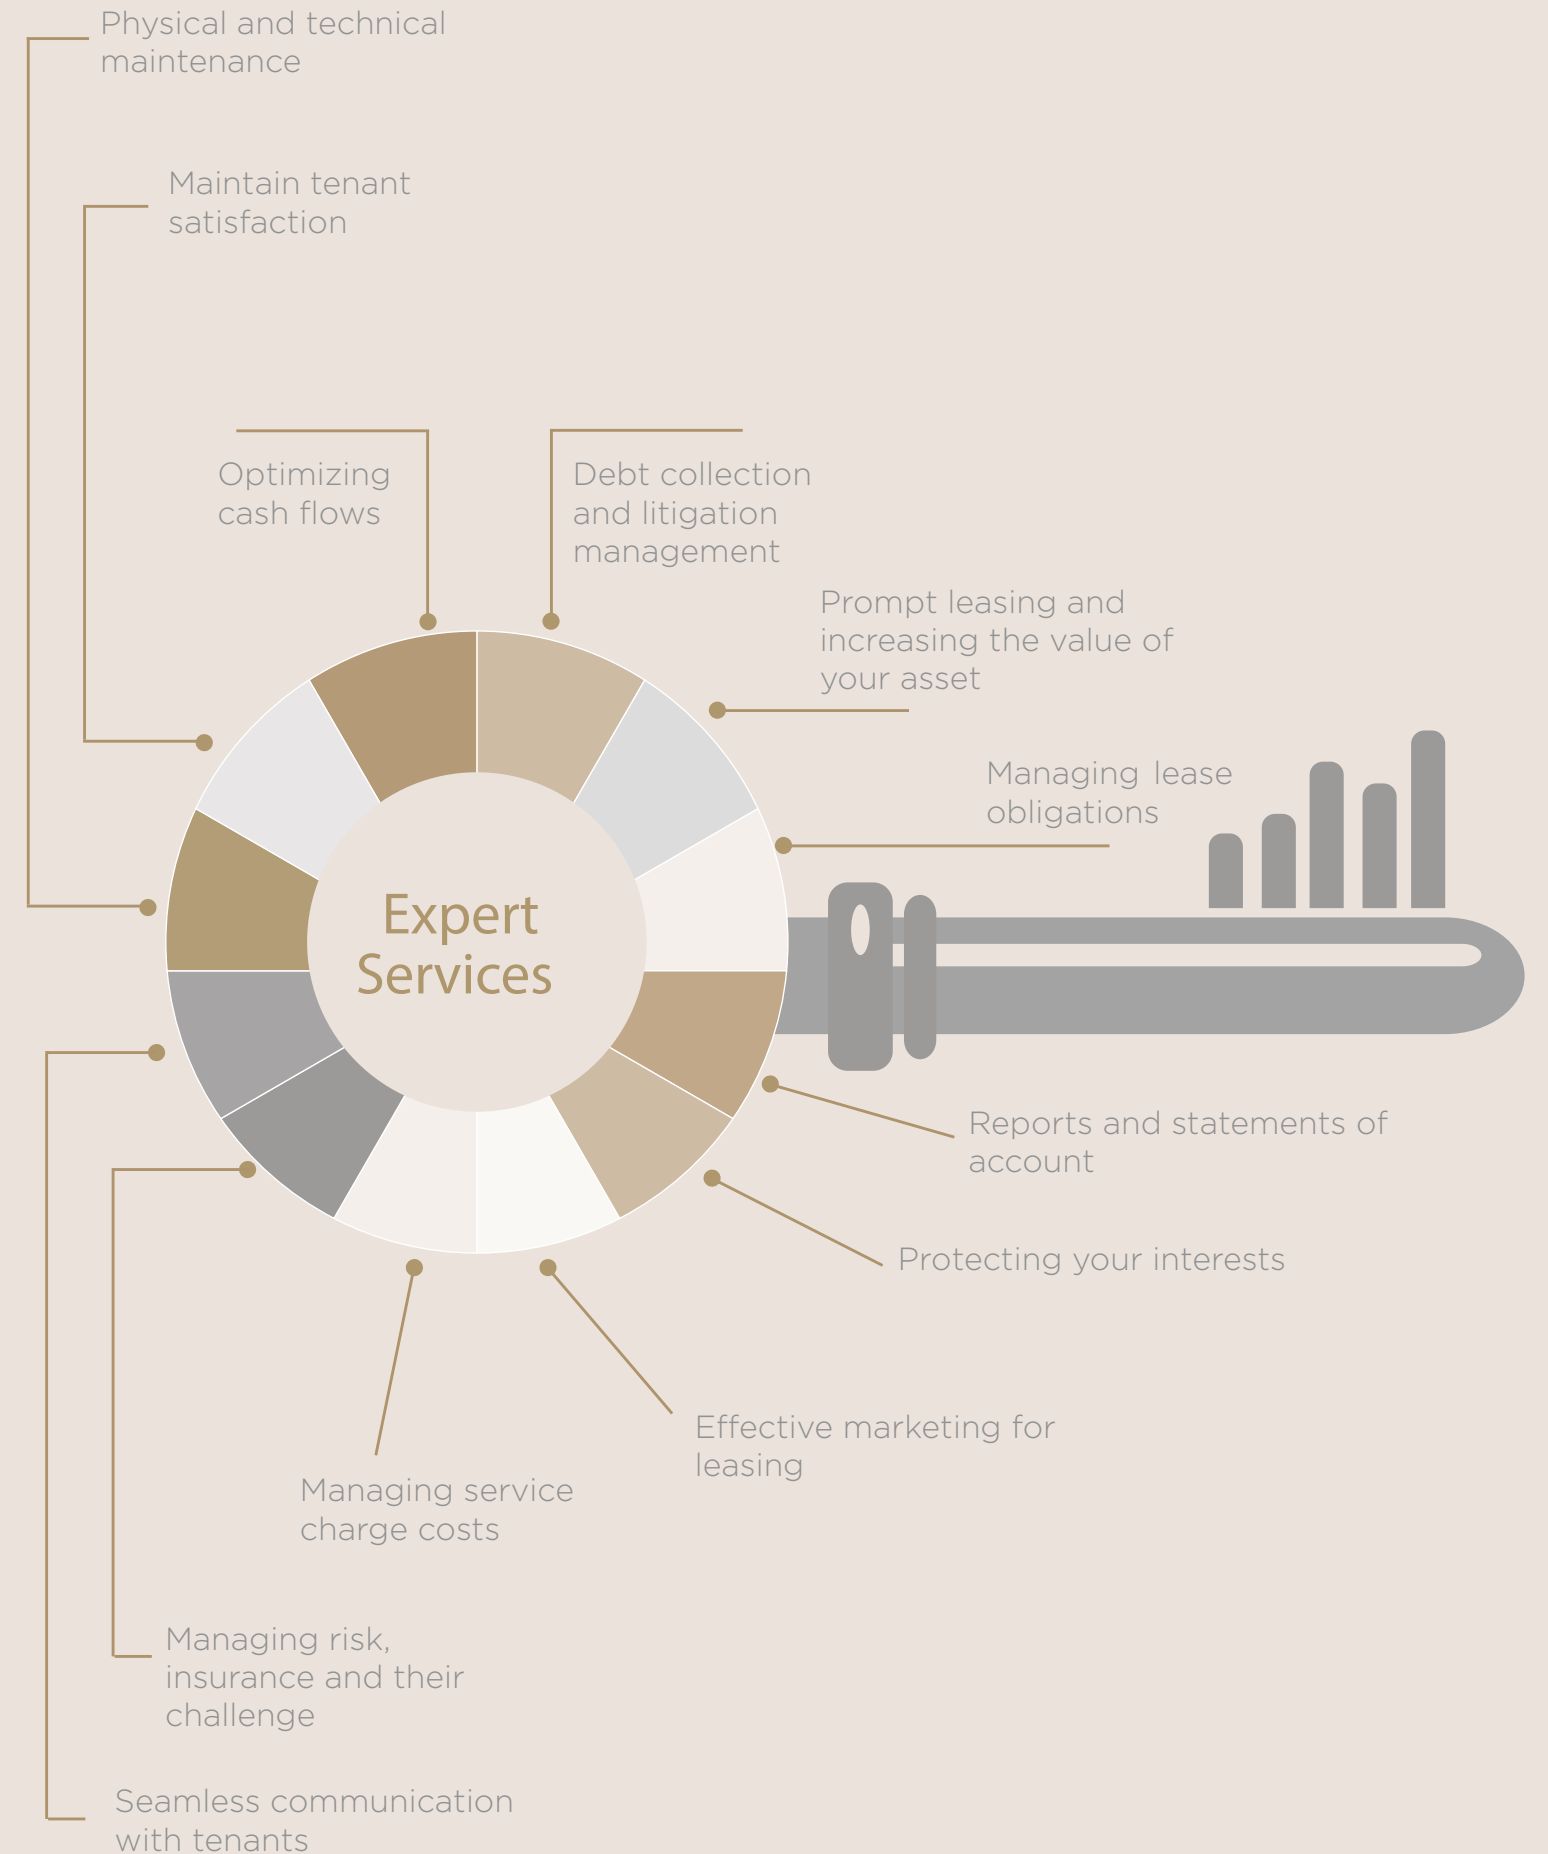 Physical and technical
maintenance
Maintain tenant
satisfaction
Optimizing
cash flows
Debt collection
and litigation
management
Prompt leasing and
increasing the value of
your asset
Managing lease
obligations
Expert
Services
Reports and statements of
account
Protecting your interests
Effective marketing for
leasing
Managing service
charge costs
Managing risk,
insurance and their
challenge
Seamless communication
with tenants